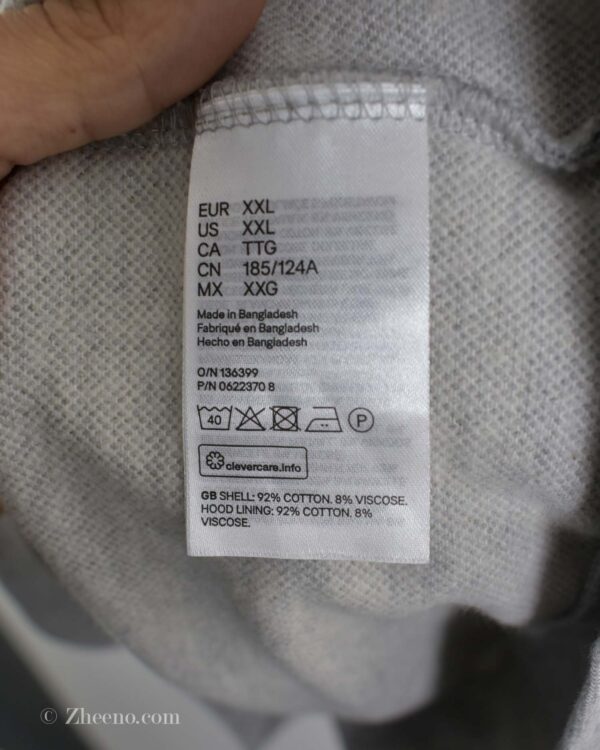 EUR XXL
US XXL
CA TTG
CN 185/124A
MX XXG
Made in Bangladesh
Fabriqué en Bangladesh
Hecho en Bangladesh
O/N 136399
P/N 0622370 8
40 P
clevercare.info
GB SHELL: 92% COTTON. 8% VISCOSE.
HOOD LINING: 92% COTTON. 8%
VISCOSE.
© Zheeno.com